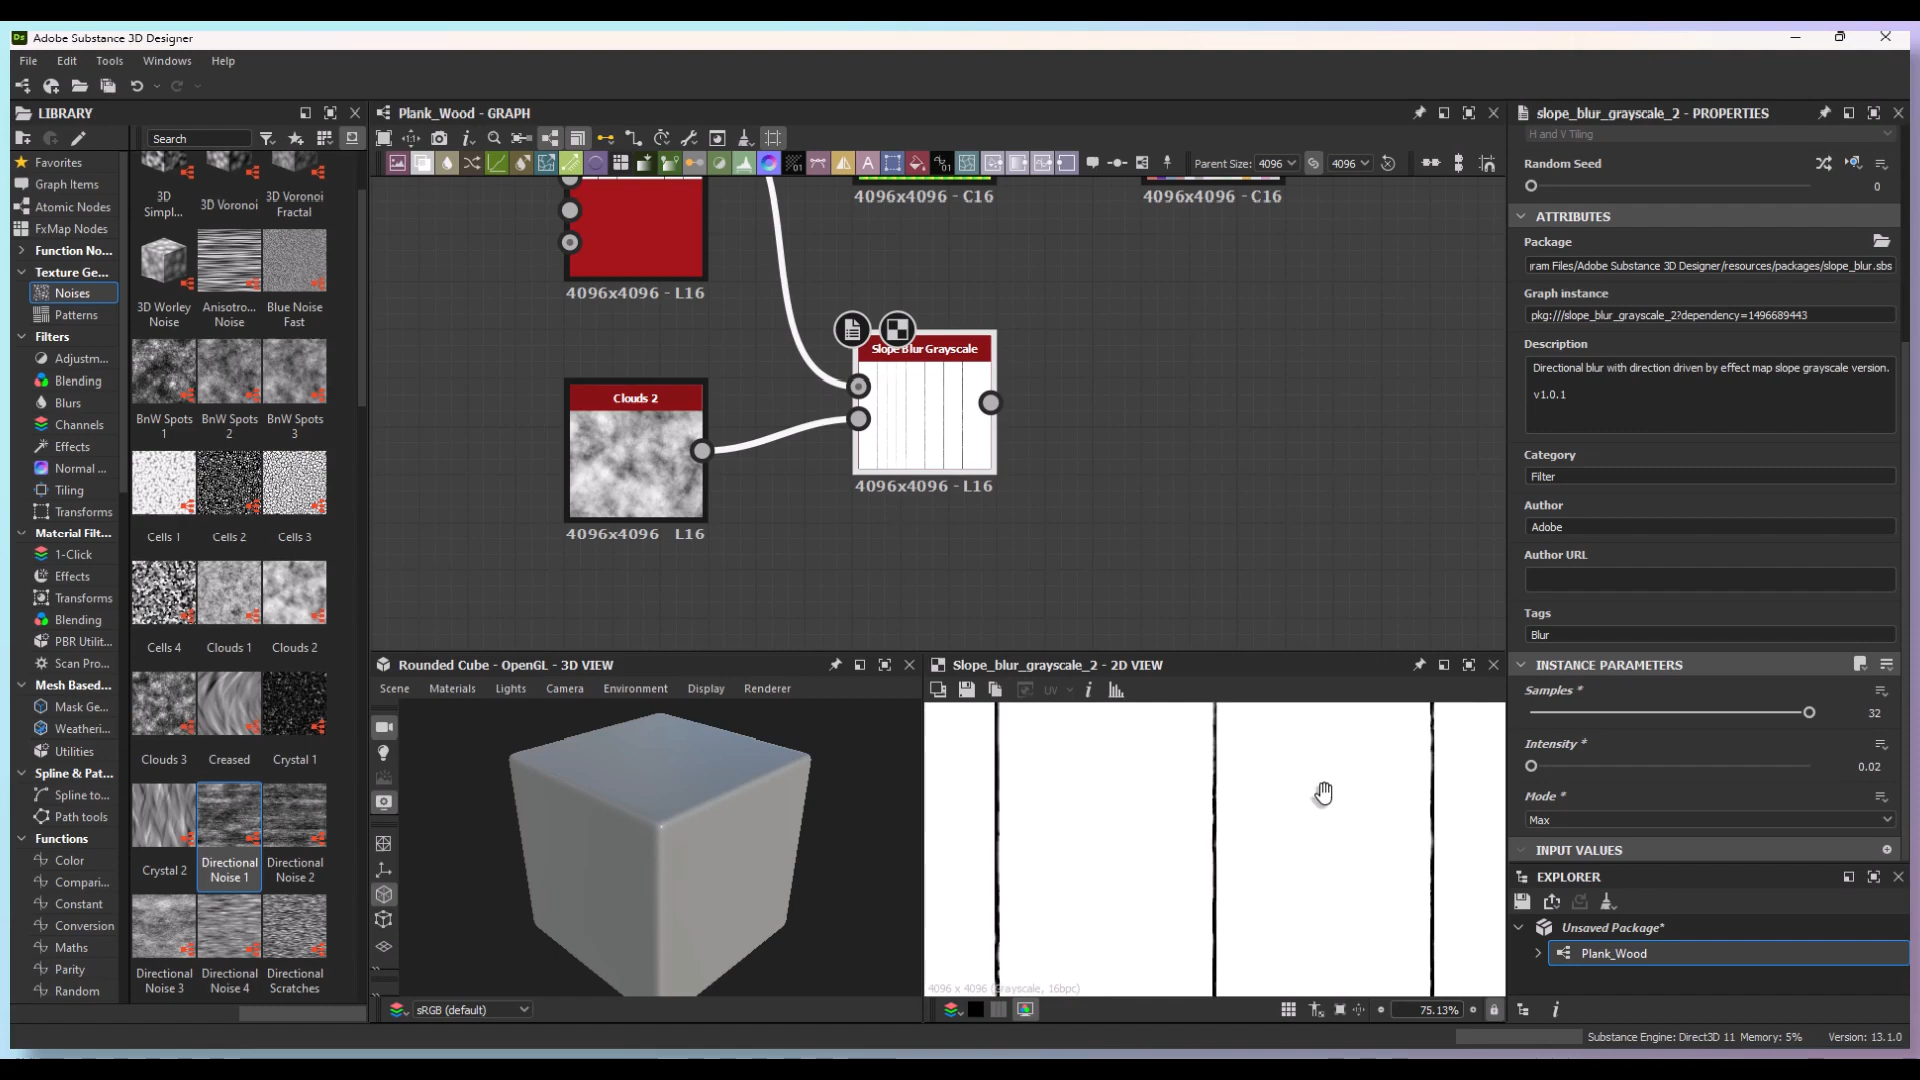 Ds Adobe Substance 3D Designer
File Edit Tools Windows Help
LIBRARY
Search
Favorites
Graph Items
Atomic Nodes
FxMap Nodes
Function No...
Texture Ge...
Noises
Patterns
Filters
Adjustm...
Blending
Blurs
Channels
Effects
Normal ...
Tiling
Transforms
Material Filt...
1-Click
Effects
Transforms
Blending
PBR Utilit...
Scan Pro...
Mesh Based...
Mask Ge...
Weatheri...
Utilities
Spline & Pat...
Spline to...
Path tools
Functions
Color
Compari...
Constant
Conversion
Maths
Parity
Random
3D Simpl...
3D Voronoi
3D Voronoi Fractal
3D Worley Noise
Anisotro... Noise
Blue Noise Fast
BnW Spots 1
BnW Spots 2
BnW Spots 3
Cells 1
Cells 2
Cells 3
Cells 4
Clouds 1
Clouds 2
Clouds 3
Creased
Crystal 1
Crystal 2
Directional Noise 1
Directional Noise 2
Directional Noise 3
Directional Noise 4
Directional Scratches
Plank_Wood - GRAPH
Parent Size: 4096 4096
4096x4096 - C16
4096x4096 - C16
4096x4096 - L16
Slope Blur Grayscale
4096x4096 - L16
Clouds 2
4096x4096 L16
Rounded Cube - OpenGL - 3D VIEW
Scene Materials Lights Camera Environment Display Renderer
sRGB (default)
Slope_blur_grayscale_2 - 2D VIEW
UV
4096 x 4096 (Grayscale, 16bpc)
75.13%
slope_blur_grayscale_2 - PROPERTIES
H and V Tiling
Random Seed
0
ATTRIBUTES
Package
ram Files/Adobe Substance 3D Designer/resources/packages/slope_blur.sbs
Graph instance
pkg:///slope_blur_grayscale_2?dependency=1496689443
Description
Directional blur with direction driven by effect map slope grayscale version.
v1.0.1
Category
Filter
Author
Adobe
Author URL
Tags
Blur
INSTANCE PARAMETERS
Samples *
32
Intensity *
0.02
Mode *
Max
INPUT VALUES
EXPLORER
Unsaved Package*
Plank_Wood
Substance Engine: Direct3D 11 Memory: 5% Version: 13.1.0